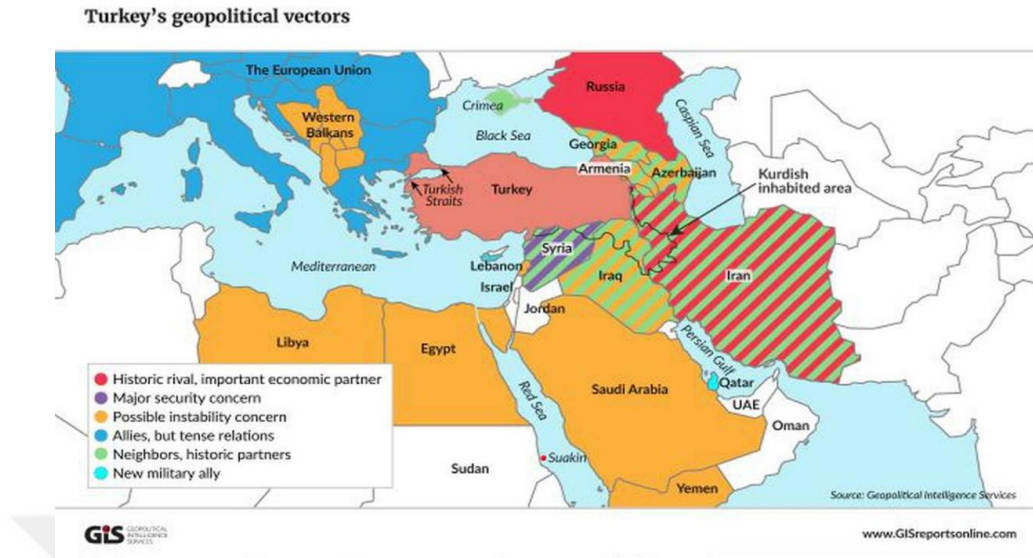 Turkey's geopolitical vectors
The European Union
Western
Balkans
Crimea
Black Sea
Russia
Caspian Sea
Georgia
Armenia
Azerbaijan
Kurdish
inhabited area
Turkish
Straits
Turkey
Mediterranean
Syria
Lebanon
Israel
Iraq
Iran
Jordan
Libya
Egypt
Persian Gulf
Qatar
Saudi Arabia
UAE
Red Sea
Oman
Historic rival, important economic partner
Major security concern
Possible instability concern
Allies, but tense relations
Neighbors, historic partners
New military ally
Sudan
Suakin
Yemen
Source: Geopolitical Intelligence Services
GIS
GEOPOLITICAL
INTELLIGENCE
SERVICES
www.GISreportsonline.com